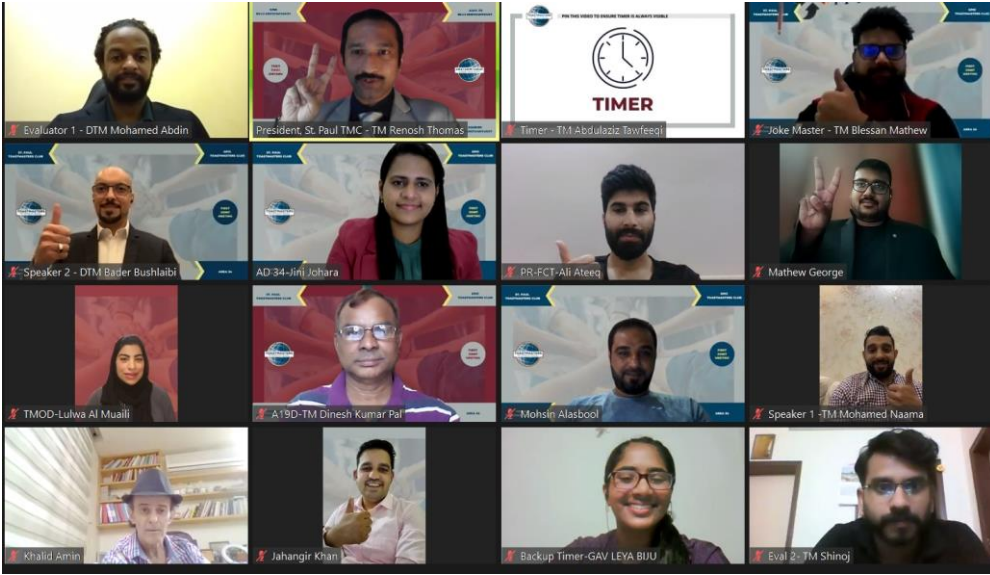 Evaluator 1 - DTM Mohamed Abdin
President, St. Paul TMC - TM Renosh Thomas
PIN THIS VIDEO TO ENSURE TIMER IS ALWAYS VISIBLE
TIMER
Timer - TM Abdulaziz Tawfeeqi
Joke Master - TM Blessan Mathew
Speaker 2 - DTM Bader Bushlaibi
AD 34-Jini Johara
PR-FCT-Ali Ateeq
Mathew George
TMOD-Lulwa Al Muaili
A19D-TM Dinesh Kumar Pal
Mohsin Alasbool
Speaker 1 -TM Mohamed Naama
Khalid Amin
Jahangir Khan
Backup Timer-GAV LEYA BIJU
Eval 2- TM Shinoj